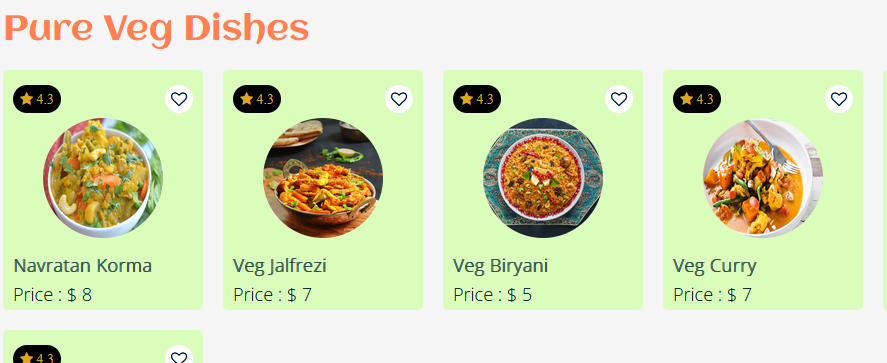 Pure Veg Dishes
4.3
4.3
4.3
4.3
Navratan Korma
Veg Jalfrezi
Veg Biryani
Veg Curry
Price : $ 8
Price : $ 7
Price : $ 5
Price : $ 7
4.3